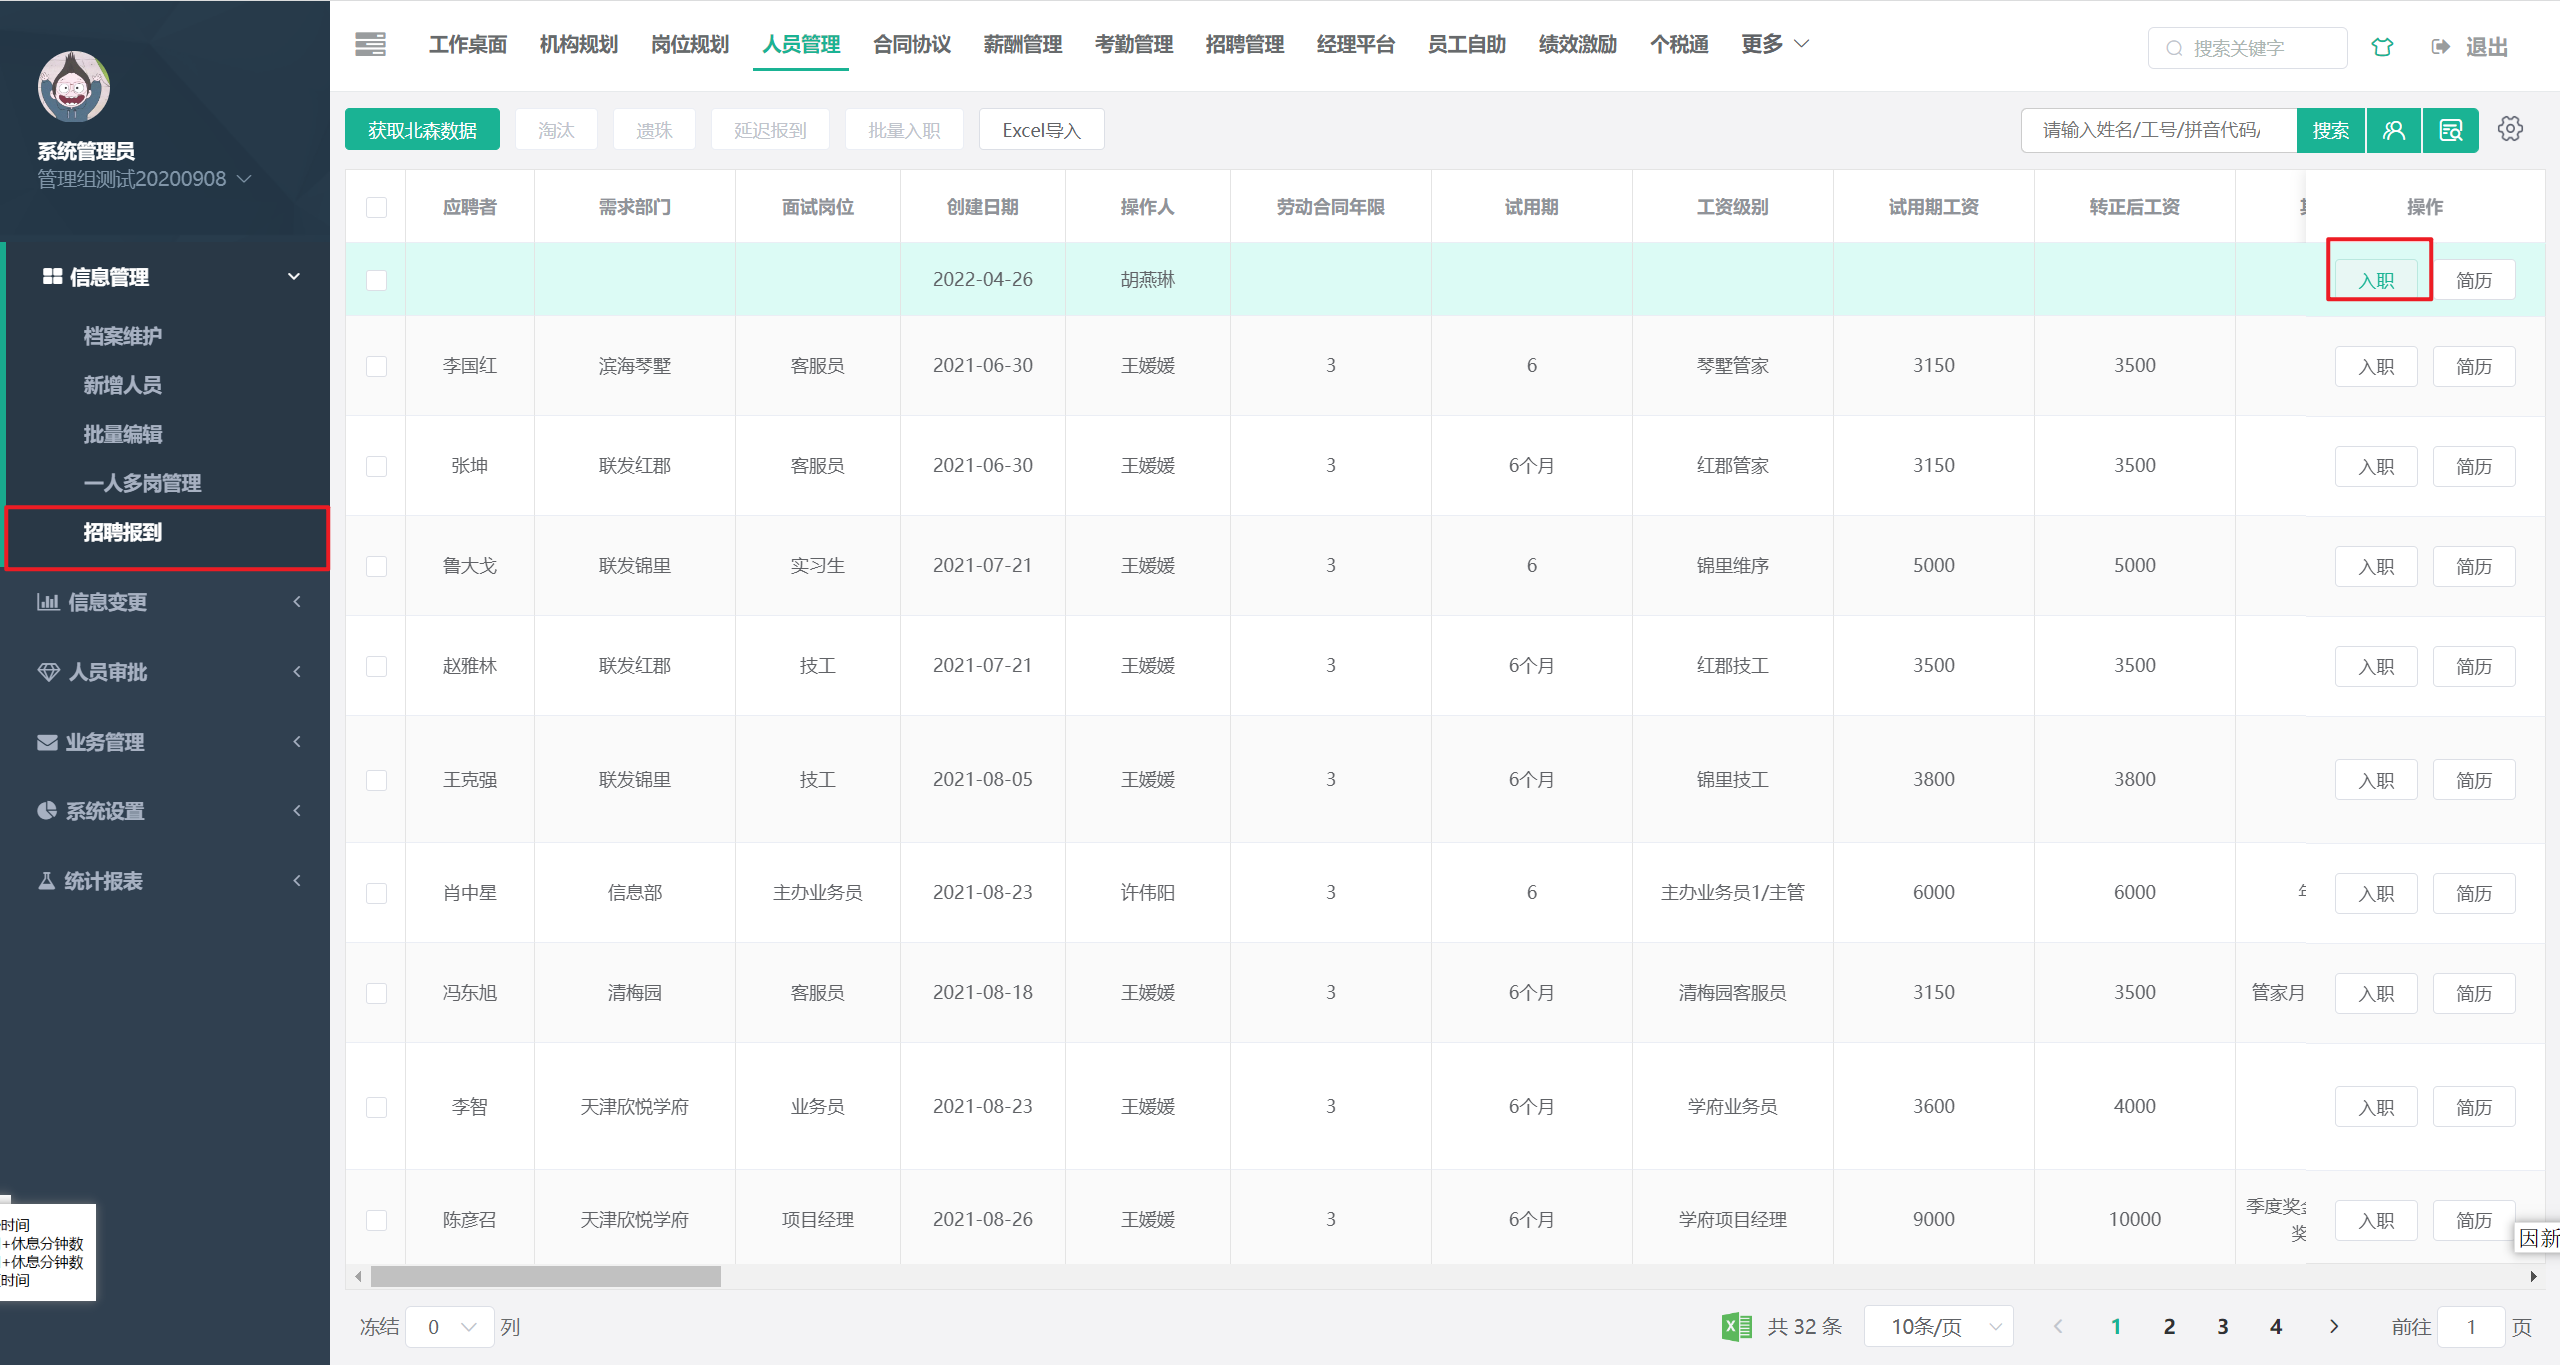 工作桌面 机构规划 岗位规划 人员管理 合同协议 薪酬管理 考勤管理 招聘管理 经理平台 员工自助 绩效激励 个税通 更多 搜索关键字 退出
系统管理员
管理组测试20200908
信息管理
档案维护
新增人员
批量编辑
一人多岗管理
招聘报到
信息变更
人员审批
业务管理
系统设置
统计报表
时间
+休息分钟数
+休息分钟数
时间
获取北森数据 淘汰 遗珠 延迟报到 批量入职 Excel导入 请输入姓名/工号/拼音代码/ 搜索
应聘者 需求部门 面试岗位 创建日期 操作人 劳动合同年限 试用期 工资级别 试用期工资 转正后工资 操作
2022-04-26 胡燕琳 入职 简历
李国红 滨海琴墅 客服员 2021-06-30 王媛媛 3 6 琴墅管家 3150 3500 入职 简历
张坤 联发红郡 客服员 2021-06-30 王媛媛 3 6个月 红郡管家 3150 3500 入职 简历
鲁大戈 联发锦里 实习生 2021-07-21 王媛媛 3 6 锦里维序 5000 5000 入职 简历
赵雅林 联发红郡 技工 2021-07-21 王媛媛 3 6个月 红郡技工 3500 3500 入职 简历
王克强 联发锦里 技工 2021-08-05 王媛媛 3 6个月 锦里技工 3800 3800 入职 简历
肖中星 信息部 主办业务员 2021-08-23 许伟阳 3 6 主办业务员1/主管 6000 6000 入职 简历
冯东旭 清梅园 客服员 2021-08-18 王媛媛 3 6个月 清梅园客服员 3150 3500 管家月 入职 简历
李智 天津欣悦学府 业务员 2021-08-23 王媛媛 3 6个月 学府业务员 3600 4000 入职 简历
陈彦召 天津欣悦学府 项目经理 2021-08-26 王媛媛 3 6个月 学府项目经理 9000 10000 季度奖金 入职 简历
奖
因新
冻结 0 列 共 32 条 10条/页 1 2 3 4 前往 1 页